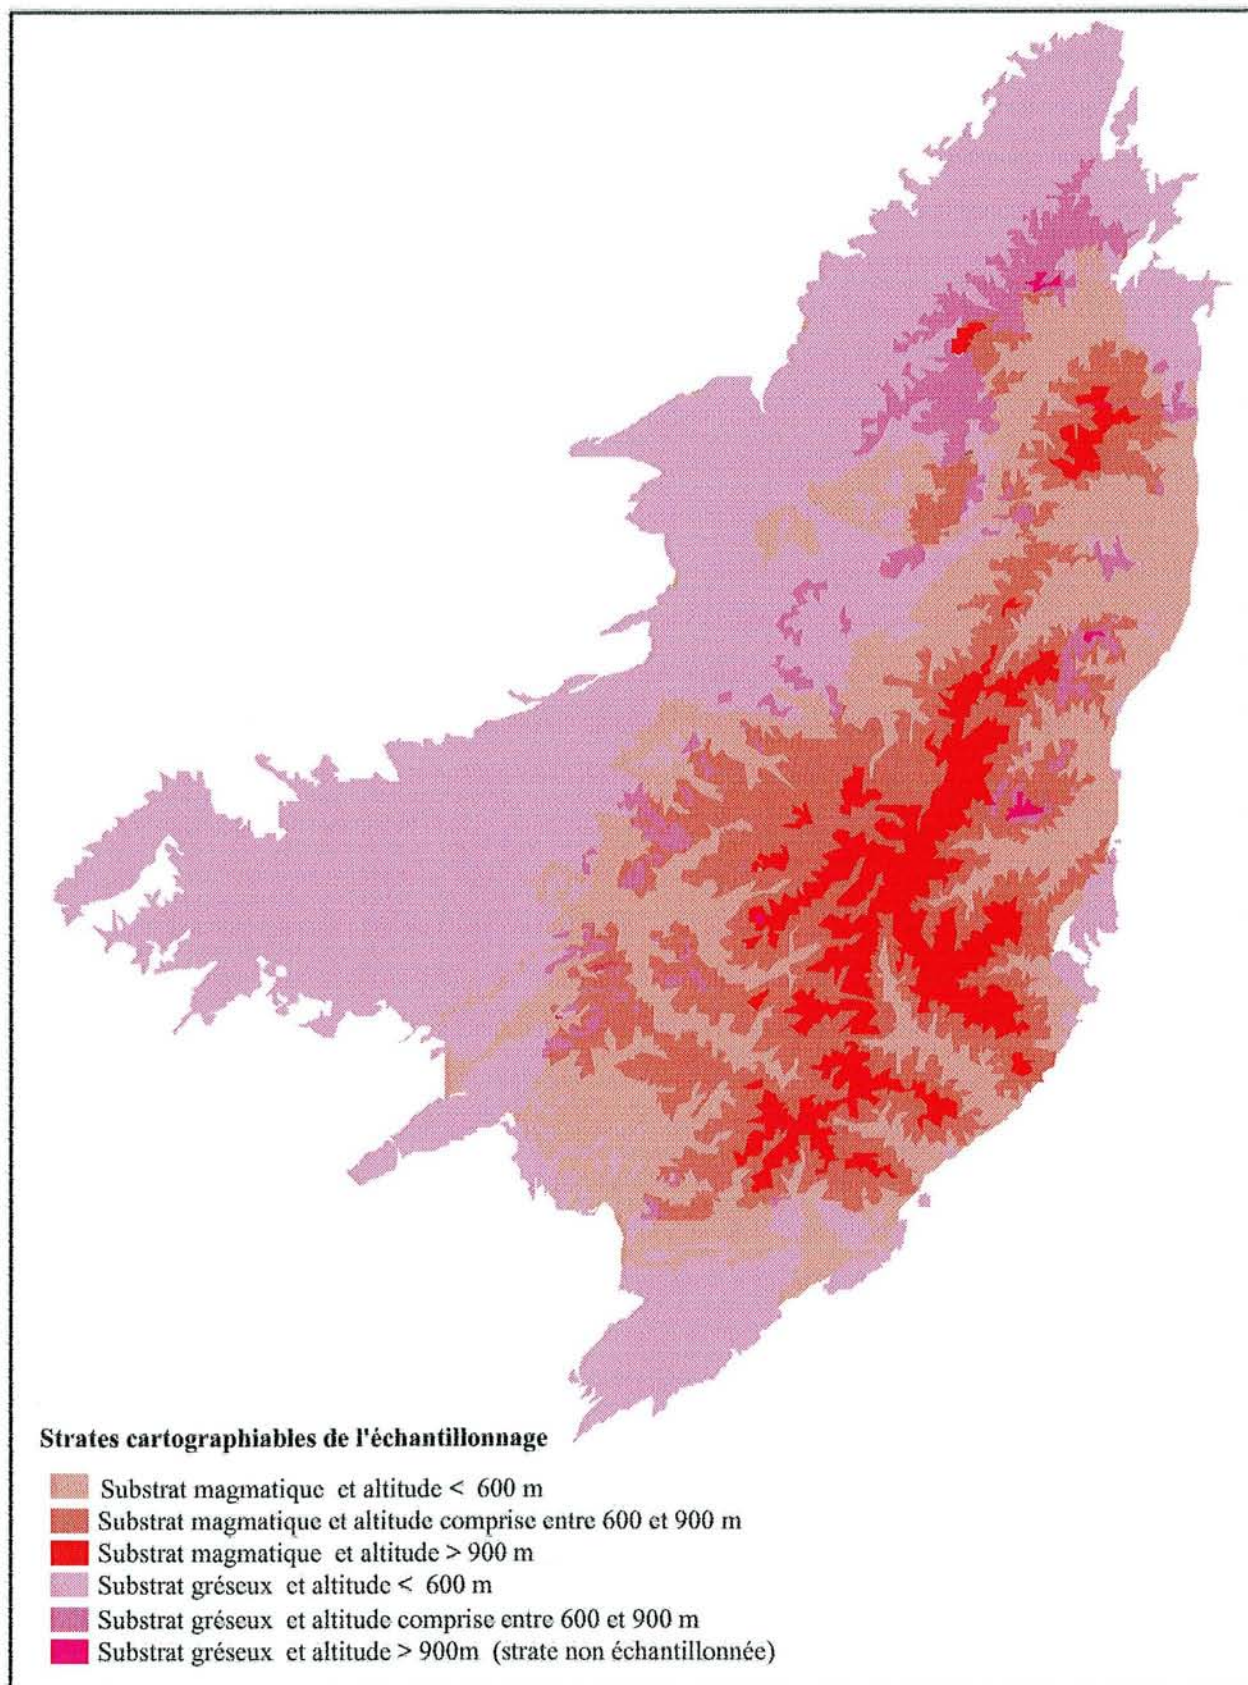 Strates cartographiables de l'échantillonnage
Substrat magmatique et altitude < 600 m
Substrat magmatique et altitude comprise entre 600 et 900 m
Substrat magmatique et altitude > 900 m
Substrat gréseux et altitude < 600 m
Substrat gréseux et altitude comprise entre 600 et 900 m
Substrat gréseux et altitude > 900m (strate non échantillonnée)